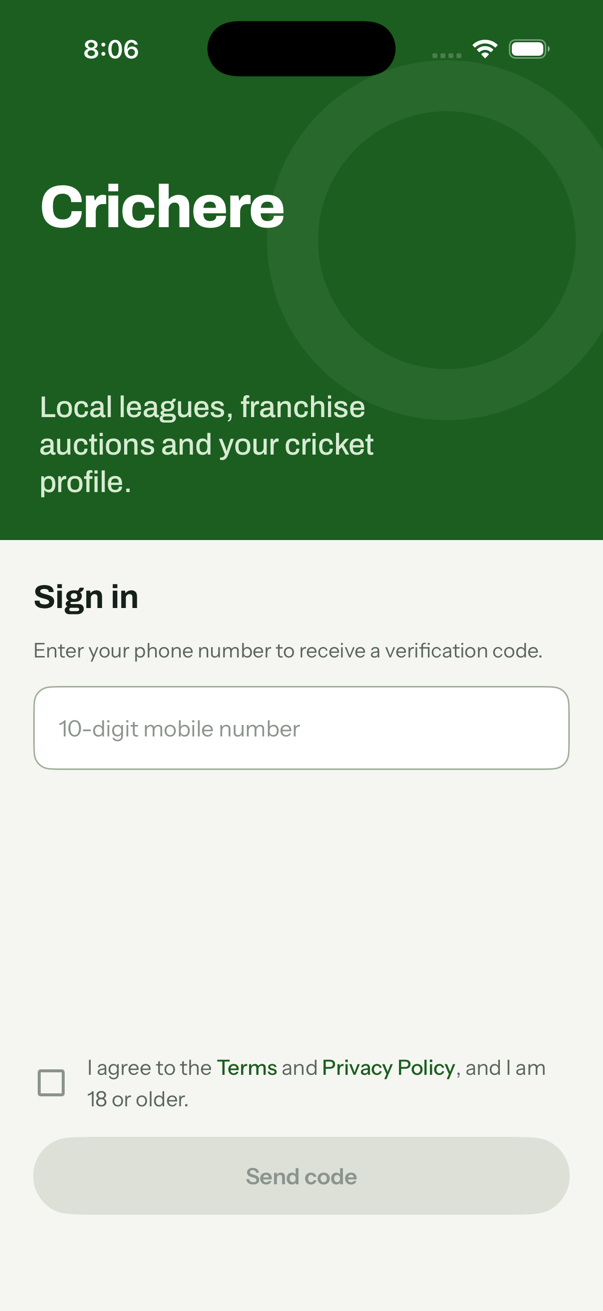 8:06
Crichere
Local leagues, franchise
auctions and your cricket
profile.
Sign in
Enter your phone number to receive a verification code.
10-digit mobile number
I agree to the Terms and Privacy Policy, and I am
18 or older.
Send code